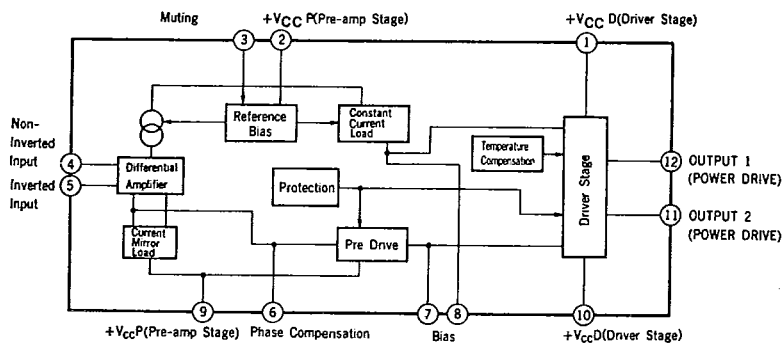 Muting
+VCC P(Pre-amp Stage)
+VCC D(Driver Stage)
3
2
1
Non-
Inverted
Input
4
Inverted
Input
5
Reference
Bias
Constant
Current
Load
Temperature
Compensation
Driver Stage
Differential
Amplifier
Current
Mirror
Load
Protection
Pre Drive
12
OUTPUT 1
(POWER DRIVE)
11
OUTPUT 2
(POWER DRIVE)
9
6
7
8
10
+VCCP(Pre-amp Stage)
Phase Compensation
Bias
+VCCD(Driver Stage)